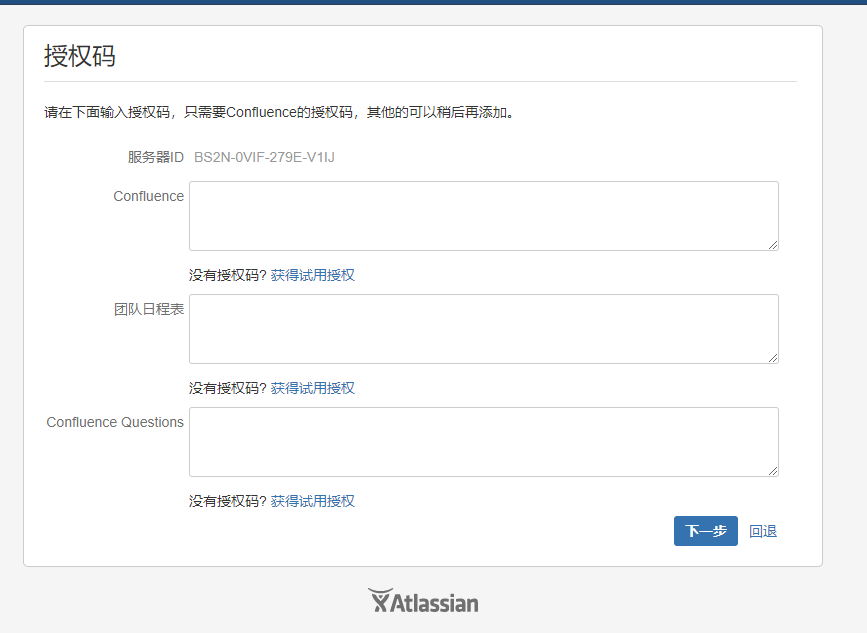 授权码
请在下面输入授权码，只需要Confluence的授权码，其他的可以稍后再添加。
服务器ID BS2N-0VIF-279E-V1IJ
Confluence
没有授权码? 获得试用授权
团队日程表
没有授权码? 获得试用授权
Confluence Questions
没有授权码? 获得试用授权
下一步 回退
Atlassian